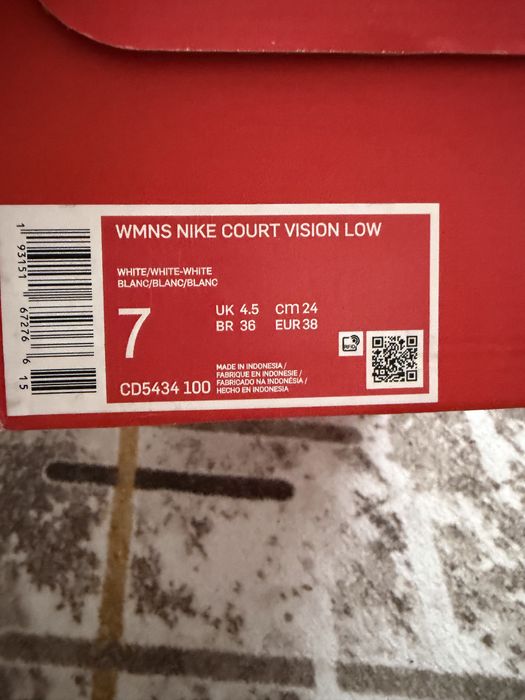 WMNS NIKE COURT VISION LOW
WHITE/WHITE-WHITE
BLANC/BLANC/BLANC
7
UK 4.5 cm 24
BR 36 EUR 38
MADE IN INDONESIA /
FABRIQUE EN INDONESIE /
FABRICADO NA INDONÉSIA /
HECHO EN INDONESIA
CD5434 100
RFID
1 93151 67276 6 15